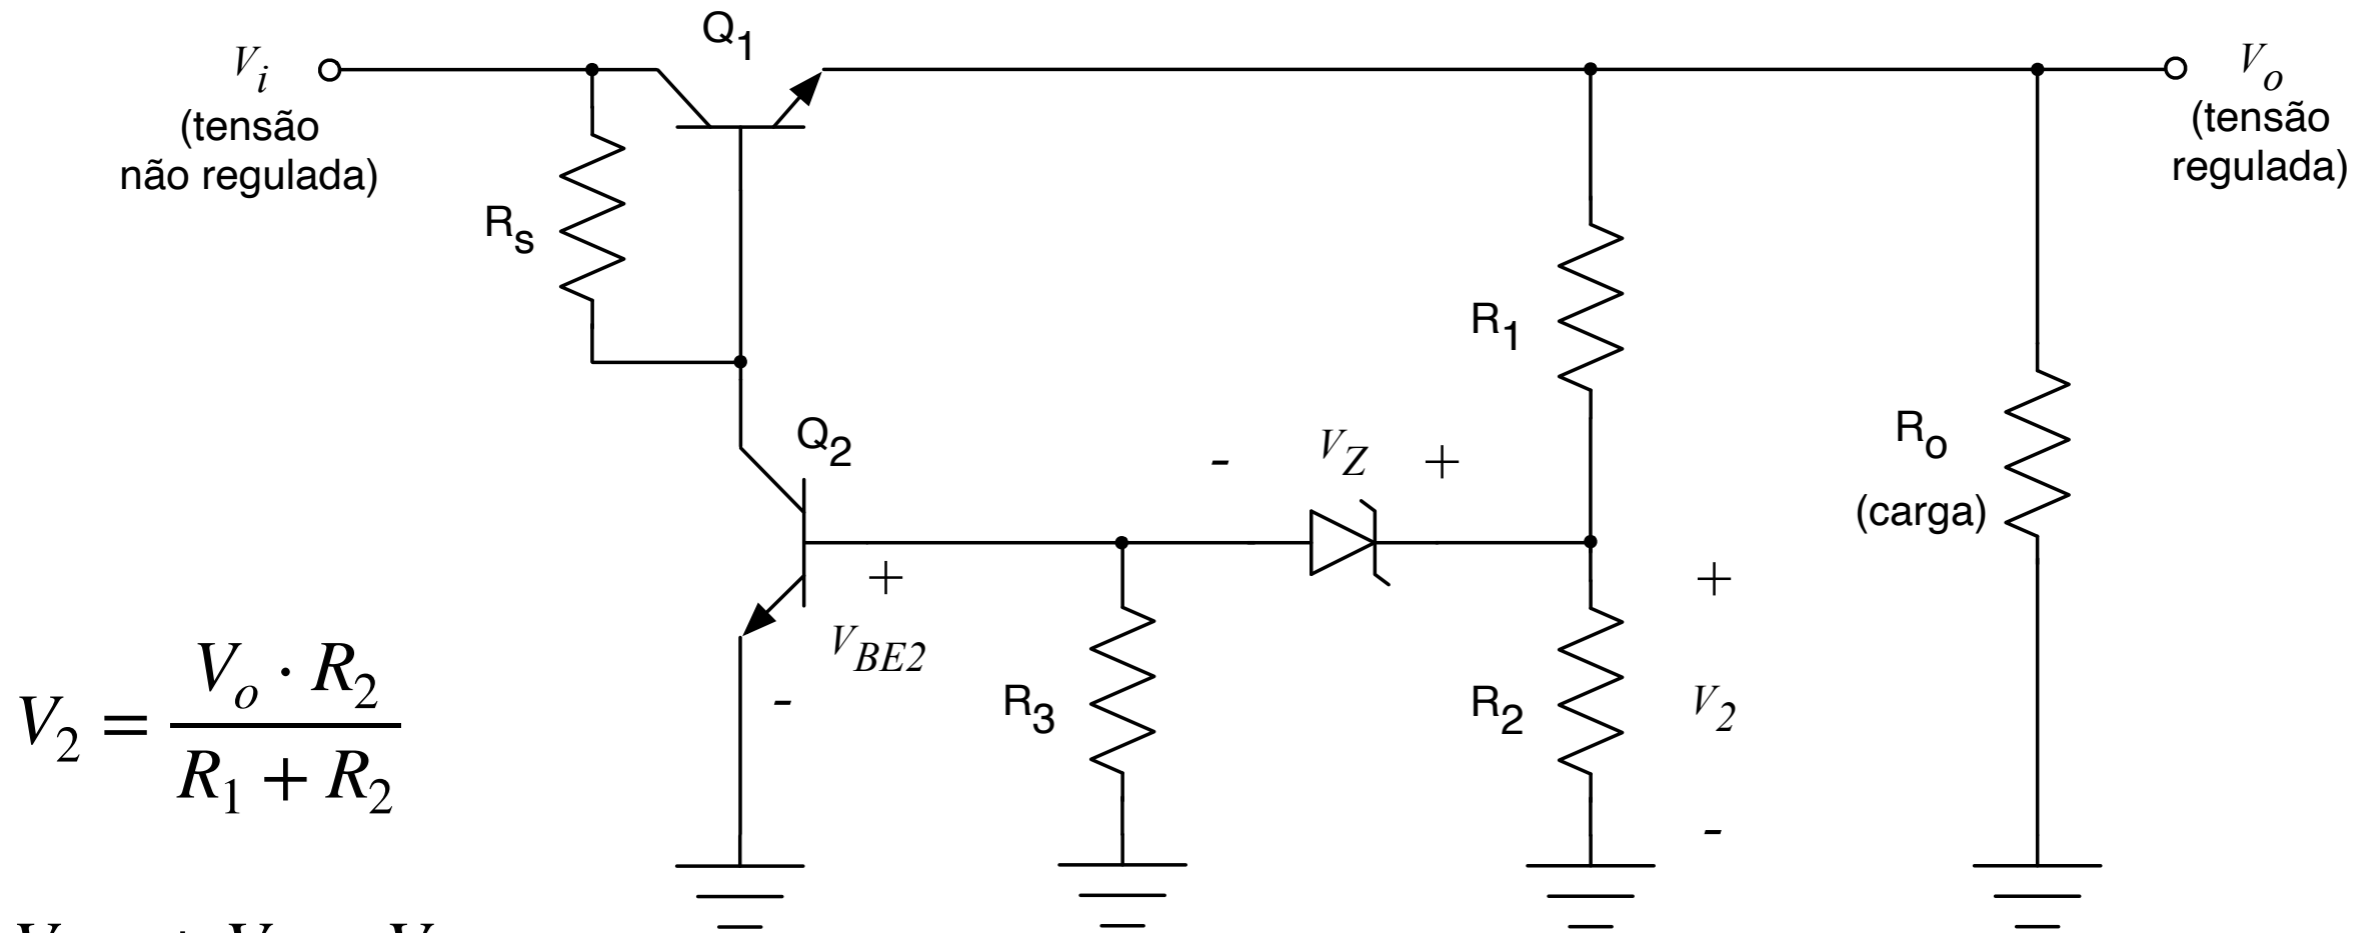 Q1
Vi
(tensão
não regulada)
Vo
(tensão
regulada)
Rs
R1
Ro
(carga)
Q2
- VZ +
+
VBE2
-
R3
R2
+
V2
-
V2 = Vo · R2 / R1 + R2